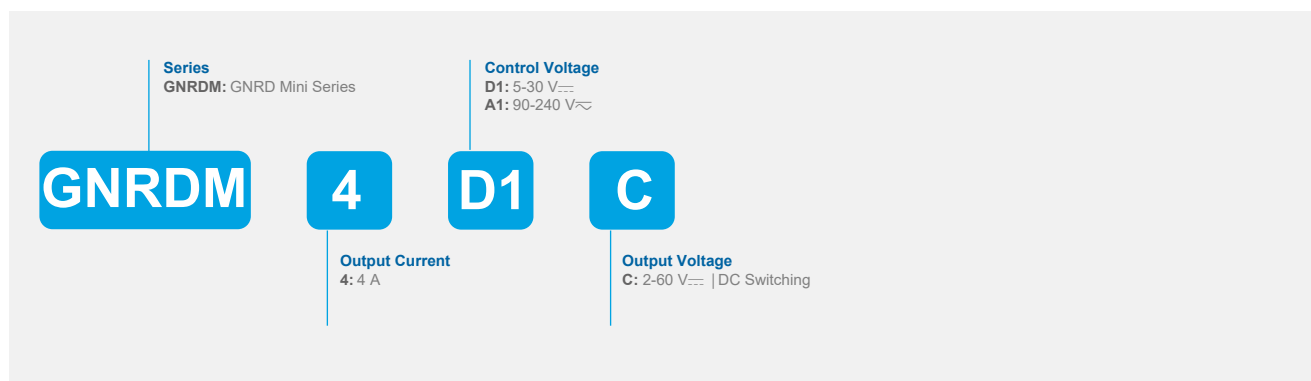 Series
GNRDM: GNRD Mini Series
Control Voltage
D1: 5-30 V⎓
A1: 90-240 V⏦
GNRDM 4 D1 C
Output Current
4: 4 A
Output Voltage
C: 2-60 V⎓ | DC Switching